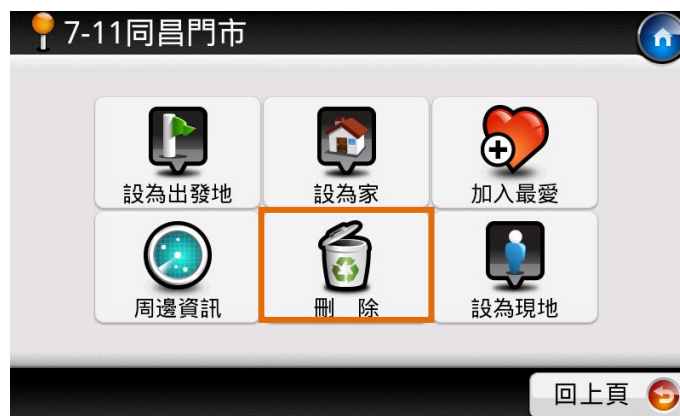 7-11同昌門市
設為出發地
設為家
加入最愛
周邊資訊
刪 除
設為現地
回上頁